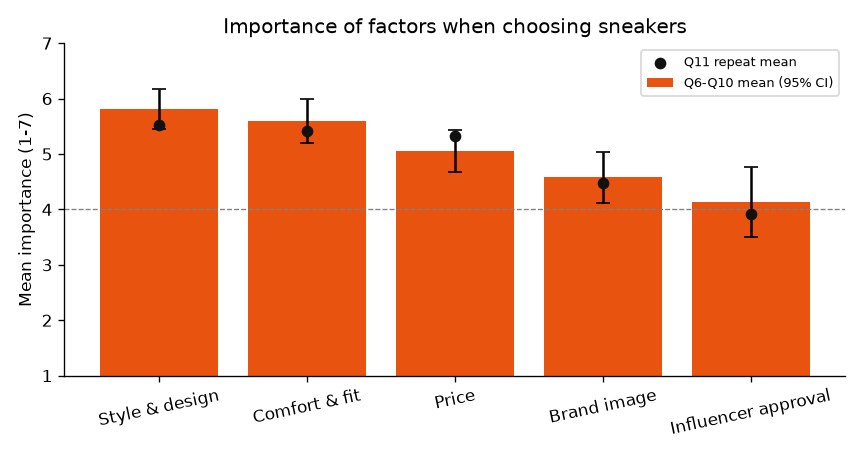 Importance of factors when choosing sneakers
Q11 repeat mean
Q6-Q10 mean (95% CI)
Mean importance (1-7)
7
6
5
4
3
2
1
Style & design
Comfort & fit
Price
Brand image
Influencer approval